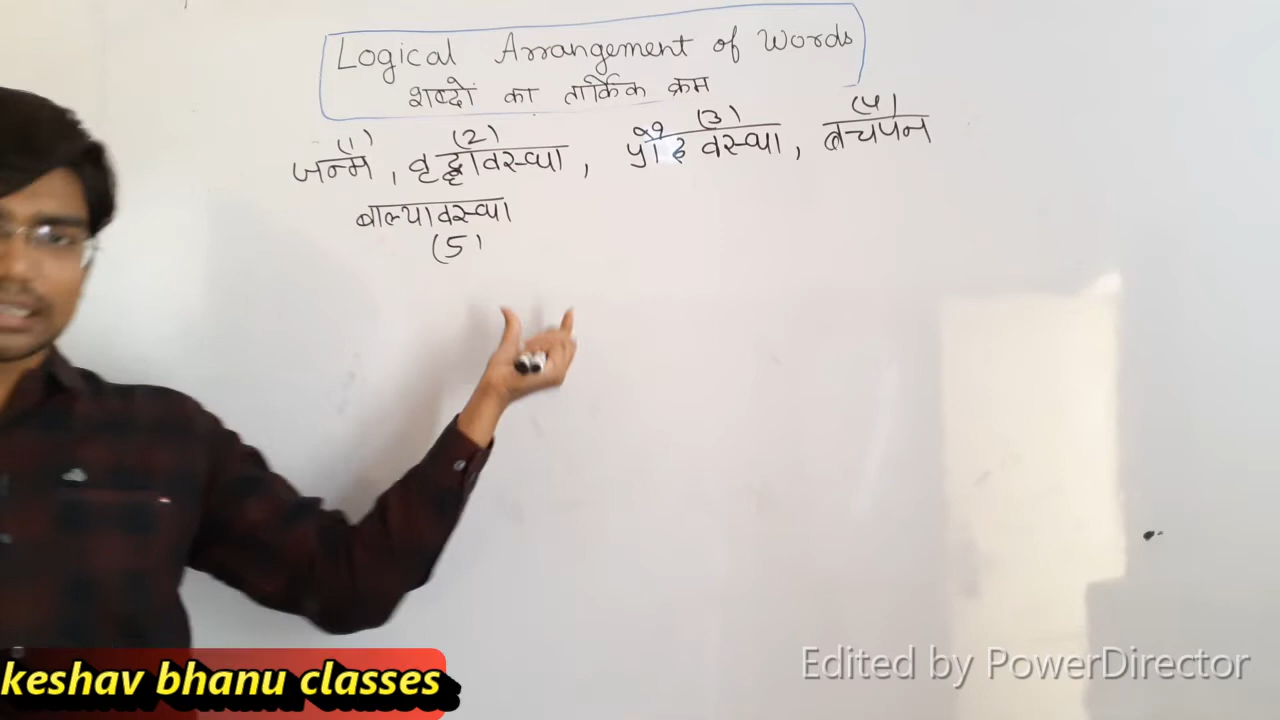 Logical Arrangement of Words
शब्दों का तार्किक क्रम
(1) (2) (3) (4)
जन्म, वृद्धावस्था, प्रौढ़वस्था, बचपन
बाल्यावस्था
(5)
keshav bhanu classes
Edited by PowerDirector